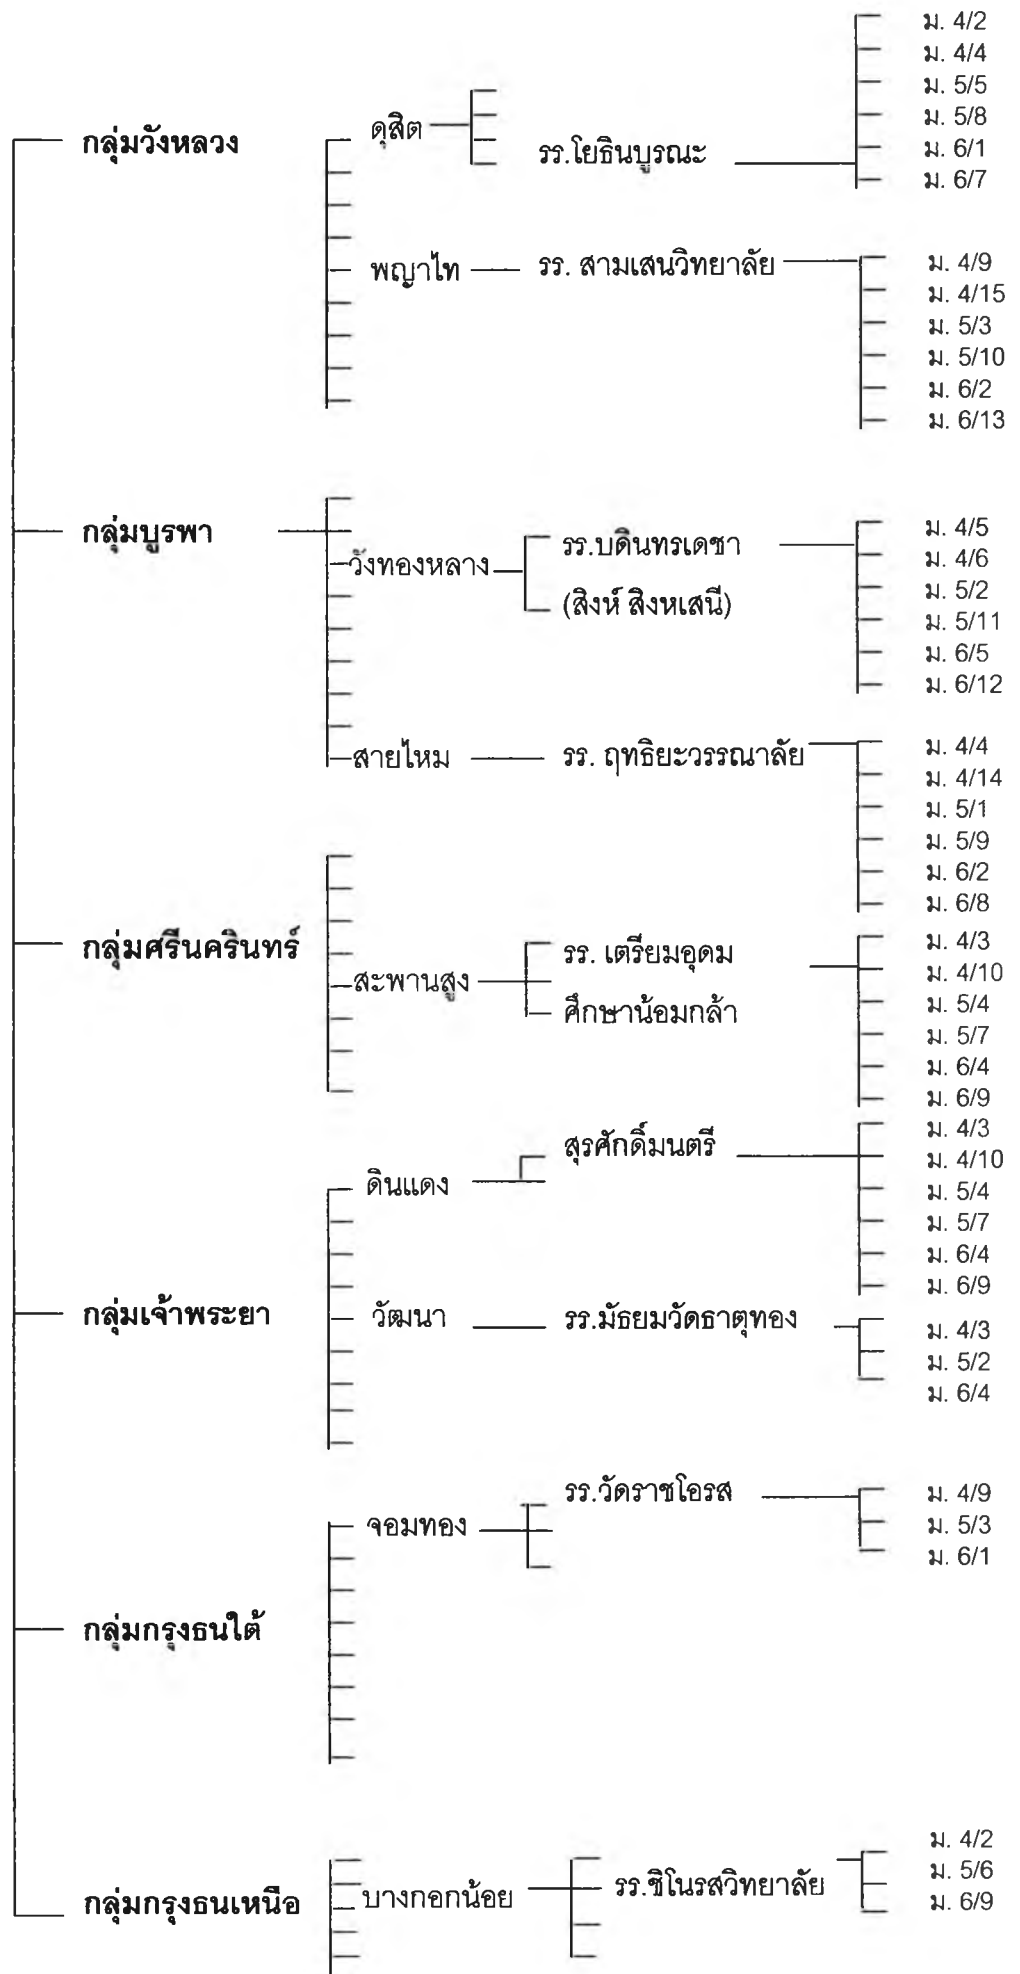 กลุ่มวังหลวง
ดุสิต
รร.โยธินบูรณะ
ม. 4/2
ม. 4/4
ม. 5/5
ม. 5/8
ม. 6/1
ม. 6/7
พญาไท
รร. สามเสนวิทยาลัย
ม. 4/9
ม. 4/15
ม. 5/3
ม. 5/10
ม. 6/2
ม. 6/13
กลุ่มบูรพา
วังทองหลาง
รร.บดินทรเดชา
(สิงห์ สิงหเสนี)
ม. 4/5
ม. 4/6
ม. 5/2
ม. 5/11
ม. 6/5
ม. 6/12
สายไหม
รร. ฤทธิยะวรรณาลัย
ม. 4/4
ม. 4/14
ม. 5/1
ม. 5/9
ม. 6/2
ม. 6/8
กลุ่มศรีนครินทร์
สะพานสูง
รร. เตรียมอุดม
ศึกษาน้อมกล้า
ม. 4/3
ม. 4/10
ม. 5/4
ม. 5/7
ม. 6/4
ม. 6/9
กลุ่มเจ้าพระยา
ดินแดง
สุรศักดิ์มนตรี
ม. 4/3
ม. 4/10
ม. 5/4
ม. 5/7
ม. 6/4
ม. 6/9
วัฒนา
รร.มัธยมวัดธาตุทอง
ม. 4/3
ม. 5/2
ม. 6/4
กลุ่มกรุงธนใต้
จอมทอง
รร.วัดราชโอรส
ม. 4/9
ม. 5/3
ม. 6/1
กลุ่มกรุงธนเหนือ
บางกอกน้อย
รร.ชิโนรสวิทยาลัย
ม. 4/2
ม. 5/6
ม. 6/9